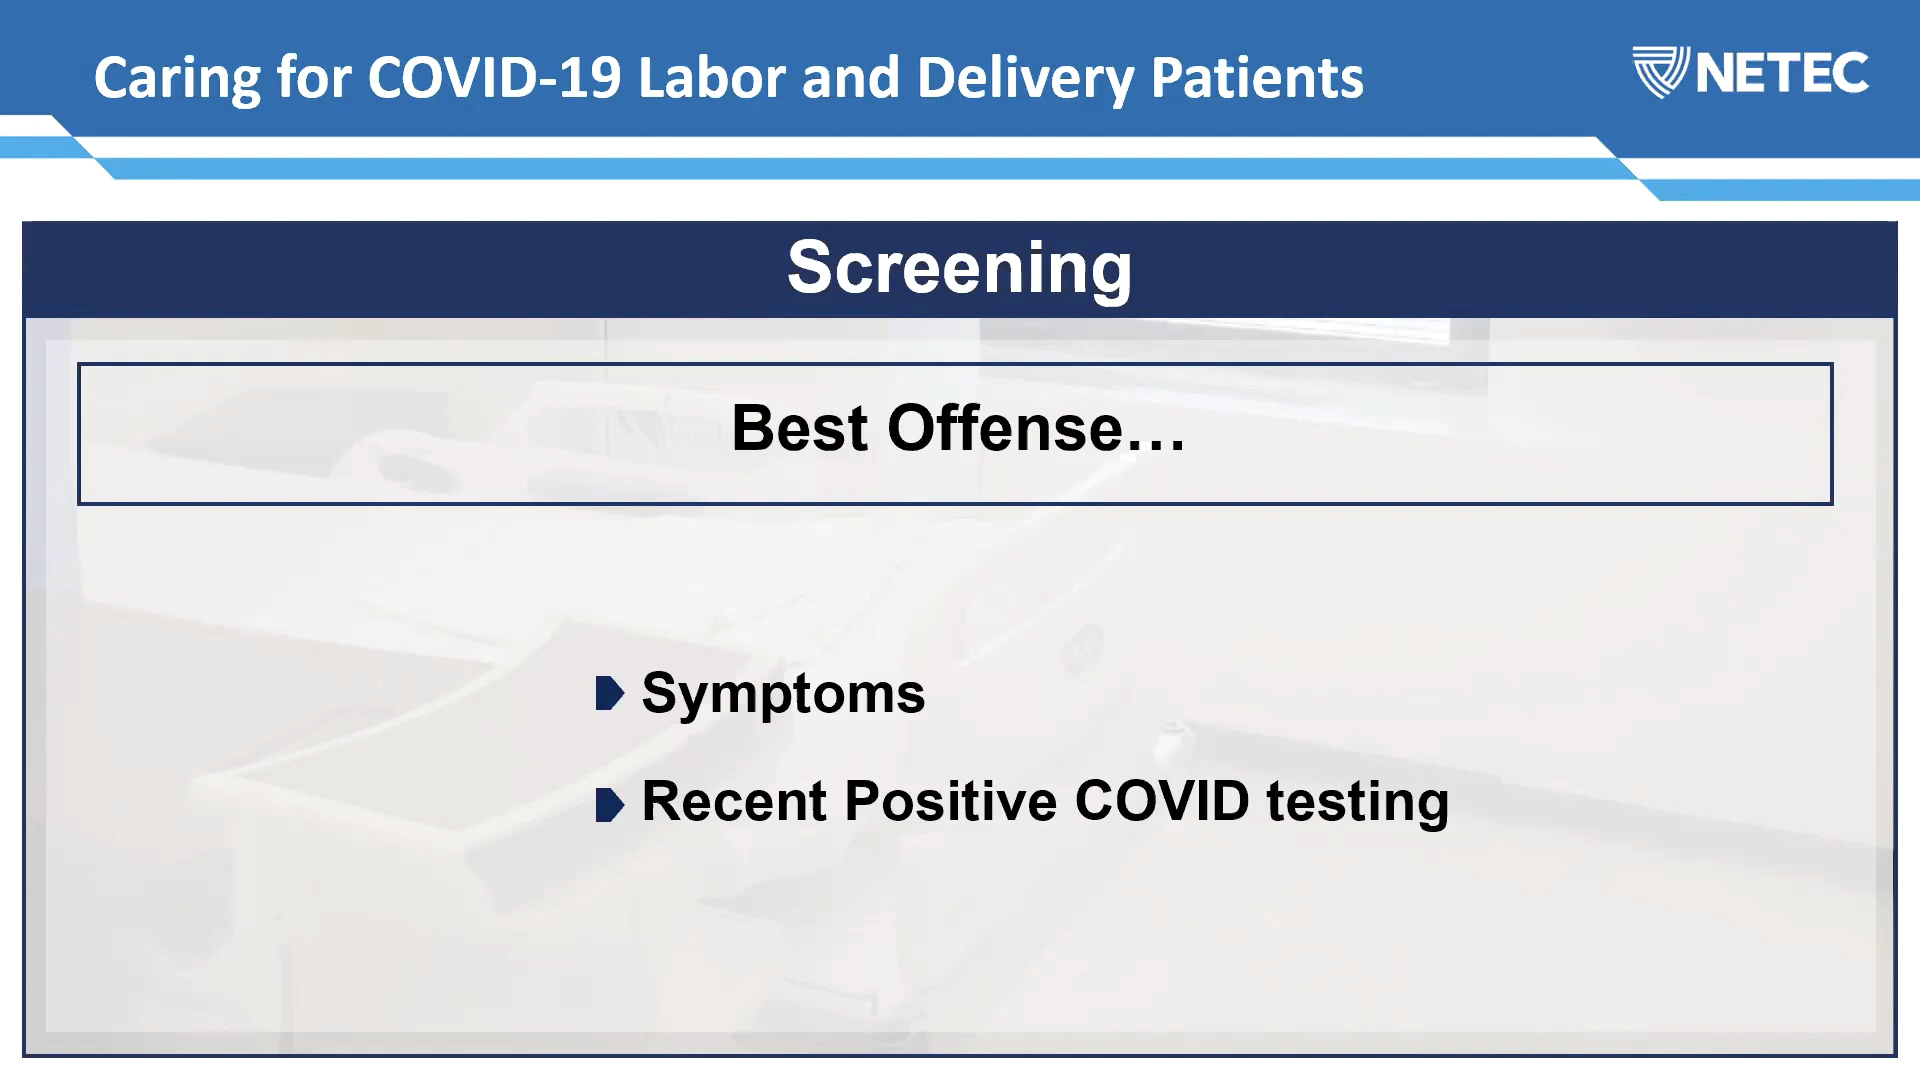 Caring for COVID-19 Labor and Delivery Patients
NETEC
Screening
Best Offense…
Symptoms
Recent Positive COVID testing